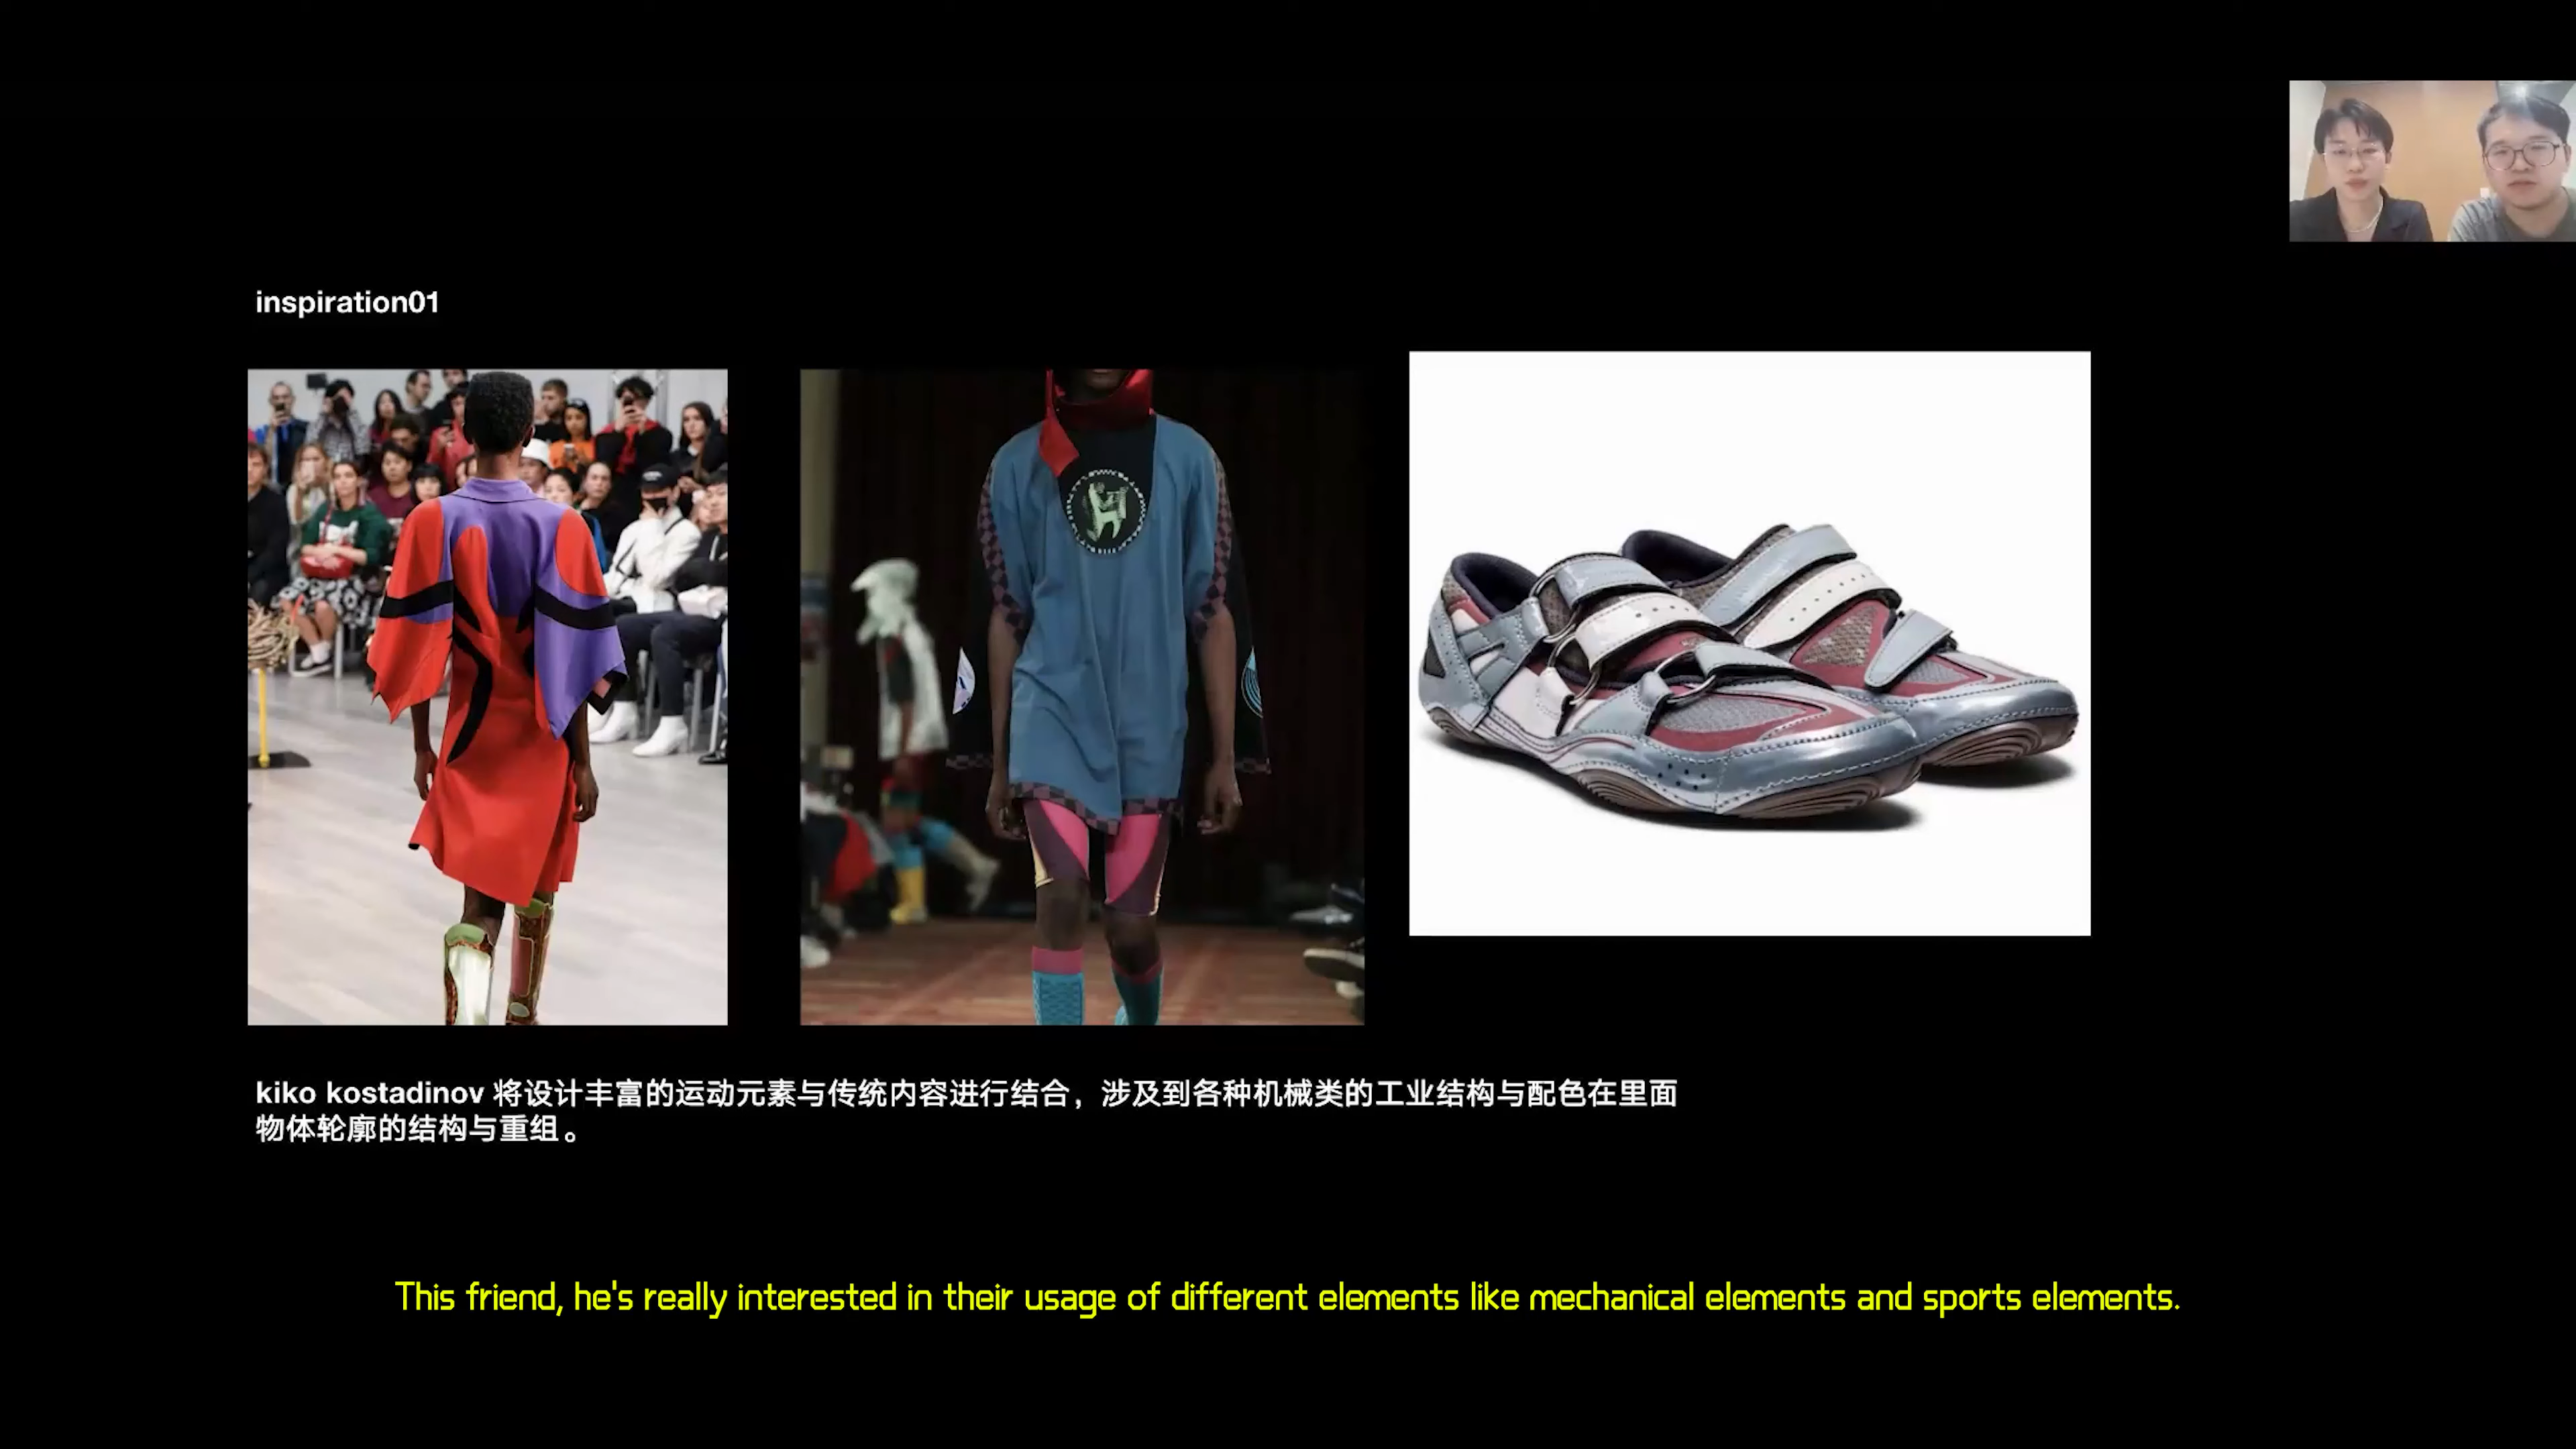 inspiration01
kiko kostadinov 将设计丰富的运动元素与传统内容进行结合，涉及到各种机械类的工业结构与配色在里面
物体轮廓的结构与重组。
This friend, he's really interested in their usage of different elements like mechanical elements and sports elements.